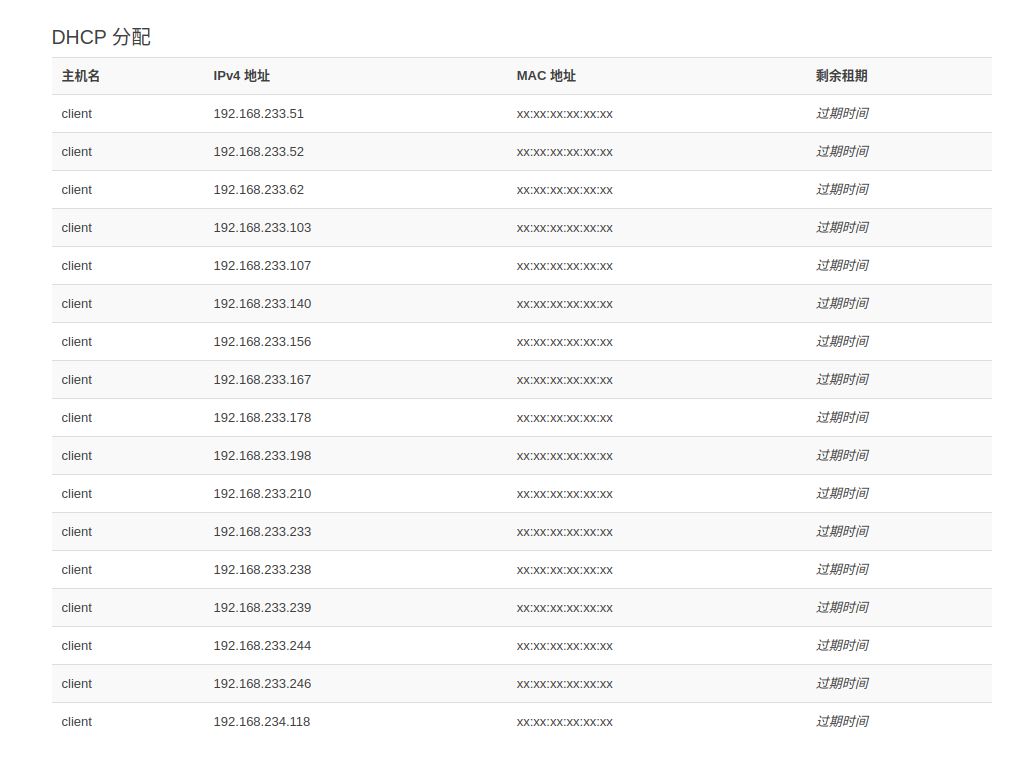 DHCP 分配
主机名 IPv4 地址 MAC 地址 剩余租期
client 192.168.233.51 xx:xx:xx:xx:xx:xx 过期时间
client 192.168.233.52 xx:xx:xx:xx:xx:xx 过期时间
client 192.168.233.62 xx:xx:xx:xx:xx:xx 过期时间
client 192.168.233.103 xx:xx:xx:xx:xx:xx 过期时间
client 192.168.233.107 xx:xx:xx:xx:xx:xx 过期时间
client 192.168.233.140 xx:xx:xx:xx:xx:xx 过期时间
client 192.168.233.156 xx:xx:xx:xx:xx:xx 过期时间
client 192.168.233.167 xx:xx:xx:xx:xx:xx 过期时间
client 192.168.233.178 xx:xx:xx:xx:xx:xx 过期时间
client 192.168.233.198 xx:xx:xx:xx:xx:xx 过期时间
client 192.168.233.210 xx:xx:xx:xx:xx:xx 过期时间
client 192.168.233.233 xx:xx:xx:xx:xx:xx 过期时间
client 192.168.233.238 xx:xx:xx:xx:xx:xx 过期时间
client 192.168.233.239 xx:xx:xx:xx:xx:xx 过期时间
client 192.168.233.244 xx:xx:xx:xx:xx:xx 过期时间
client 192.168.233.246 xx:xx:xx:xx:xx:xx 过期时间
client 192.168.234.118 xx:xx:xx:xx:xx:xx 过期时间